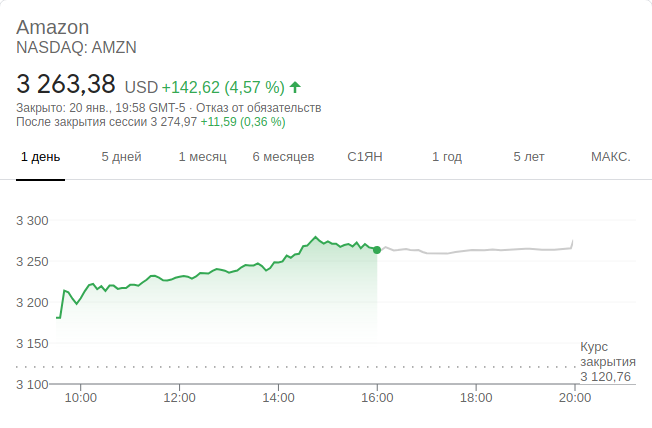 Amazon
NASDAQ: AMZN
3 263,38 USD +142,62 (4,57 %)
Закрыто: 20 янв., 19:58 GMT-5 · Отказ от обязательств
После закрытия сессии 3 274,97 +11,59 (0,36 %)
1 день 5 дней 1 месяц 6 месяцев С1ЯН 1 год 5 лет МАКС.
3 300
3 250
3 200
3 150
3 100
Курс
закрытия
3 120,76
10:00 12:00 14:00 16:00 18:00 20:00